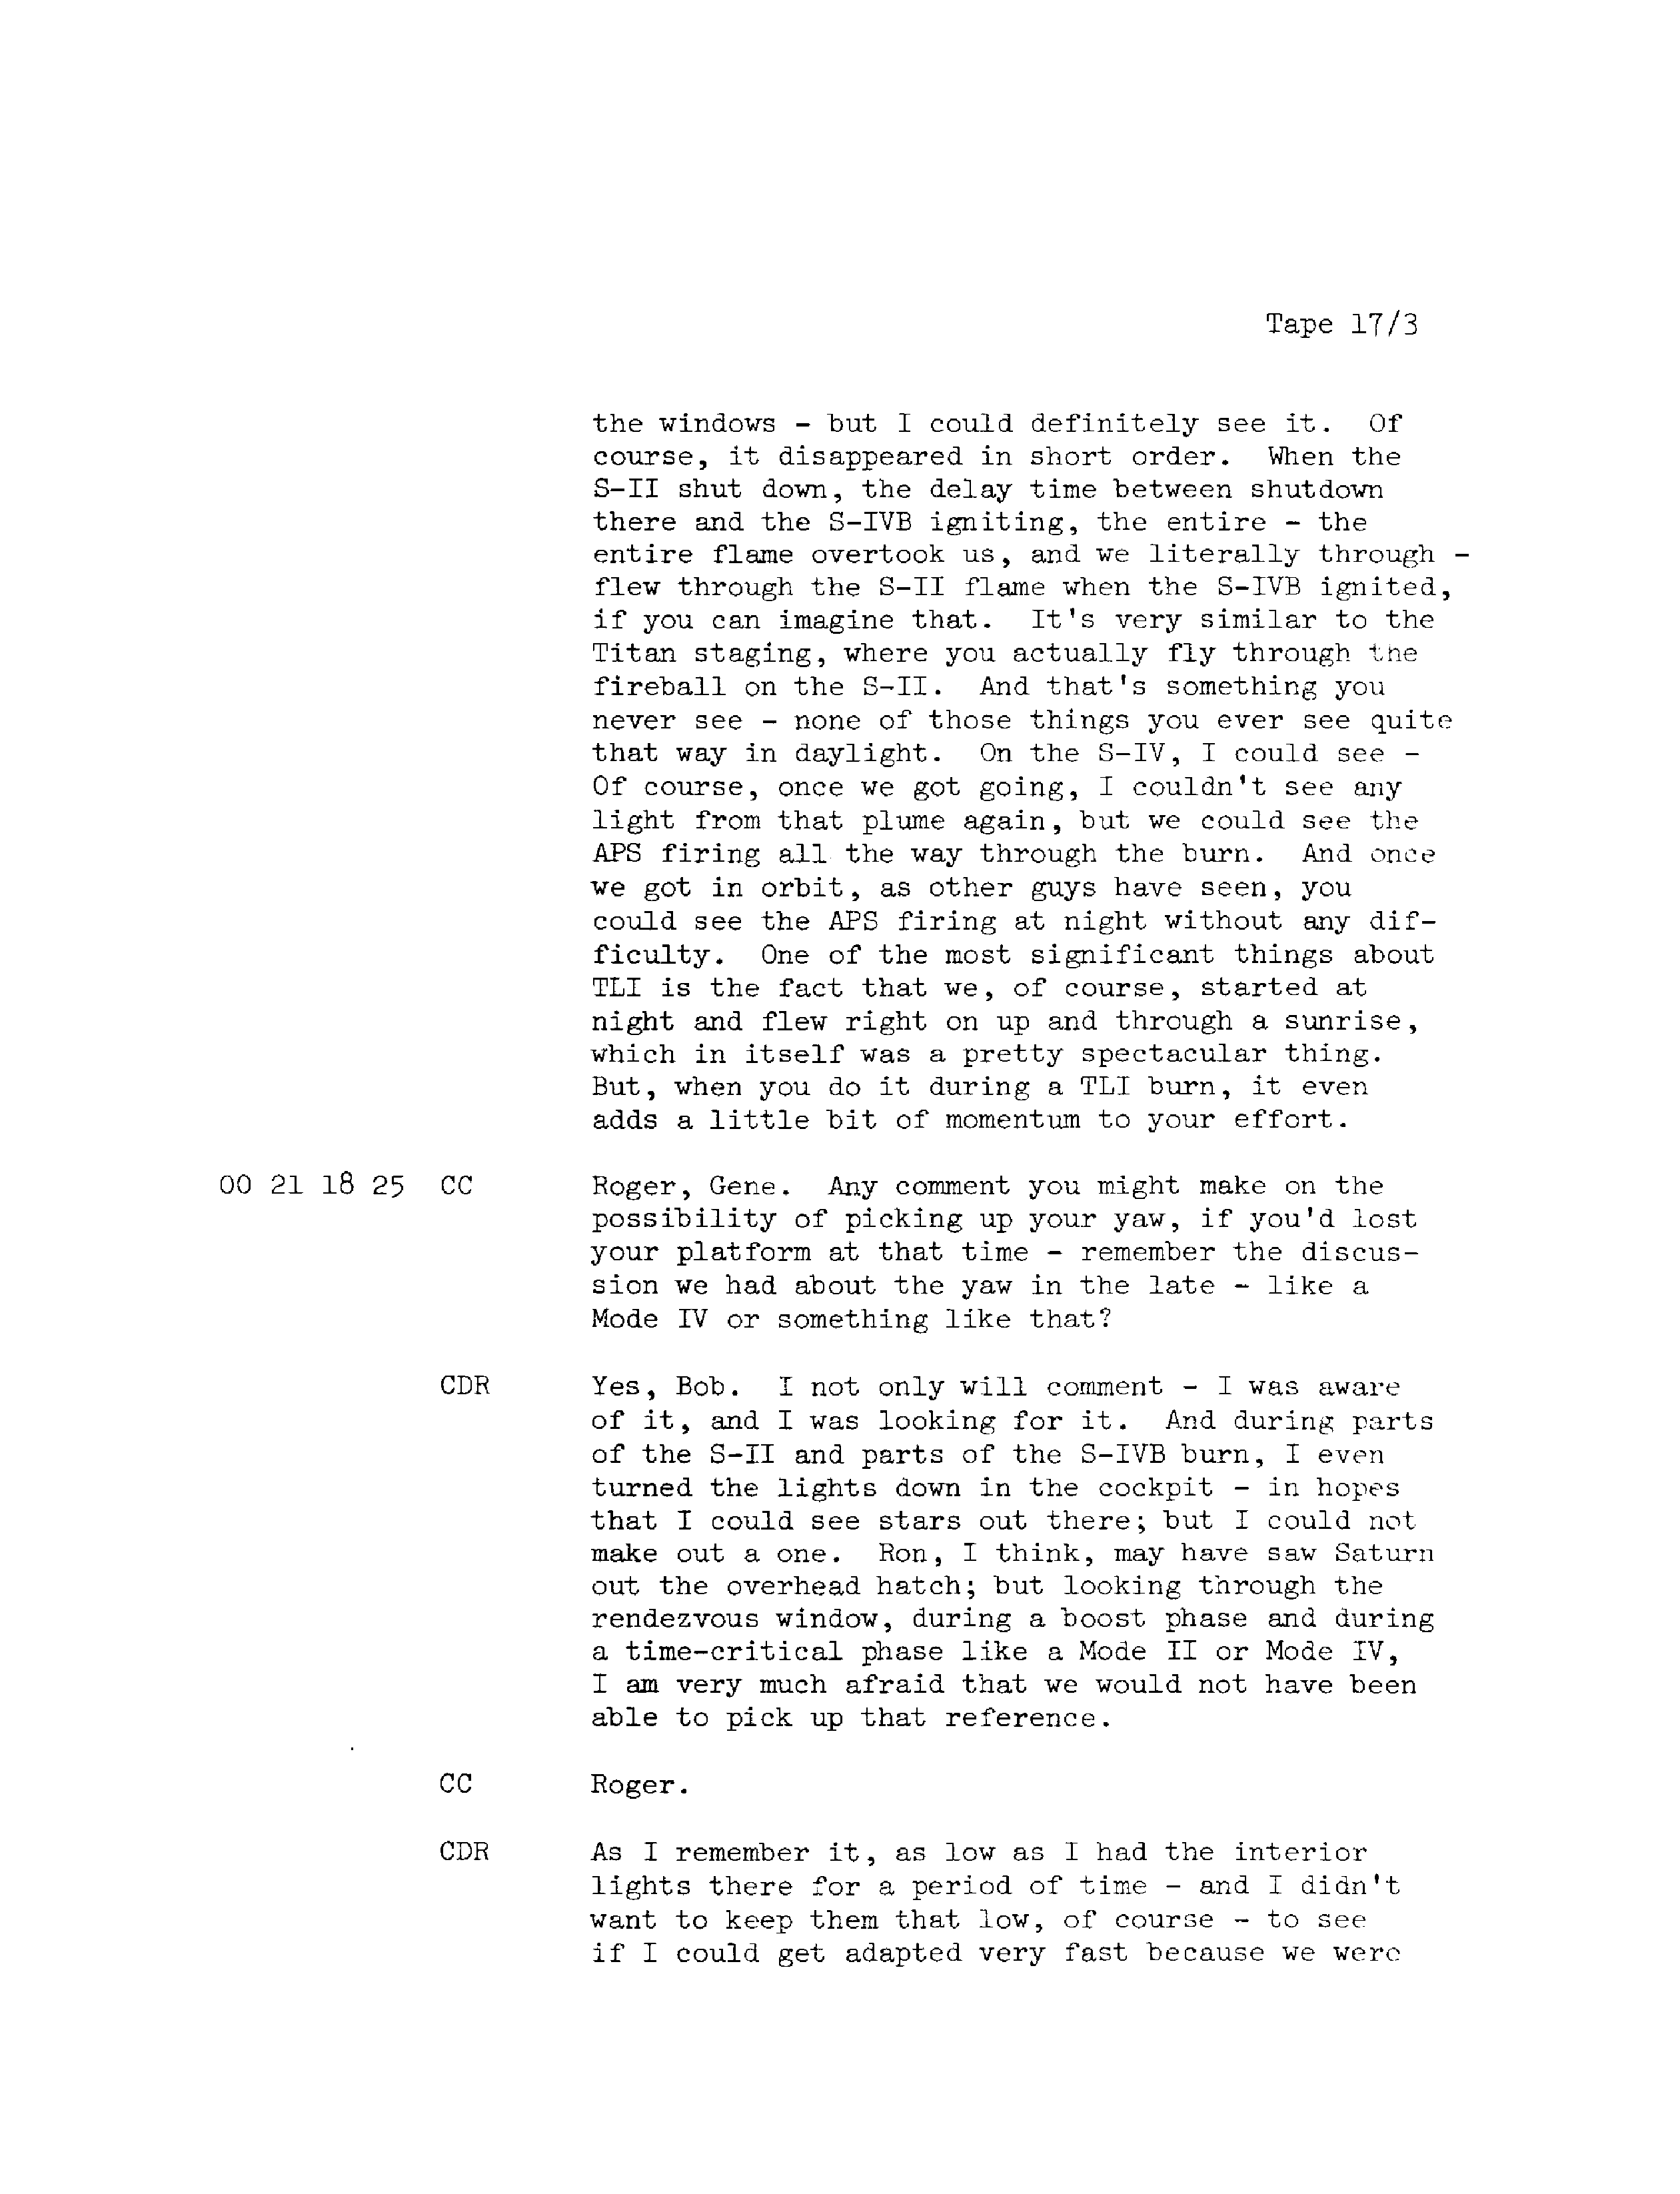 Tape 17/3
the windows - but I could definitely see it. Of
course, it disappeared in short order. When the
S-II shut down, the delay time between shutdown
there and the S-IVB igniting, the entire - the
entire flame overtook us, and we literally through -
flew through the S-II flame when the S-IVB ignited,
if you can imagine that. It's very similar to the
Titan staging, where you actually fly through the
fireball on the S-II. And that's something you
never see - none of those things you ever see quite
that way in daylight. On the S-IV, I could see -
Of course, once we got going, I couldn't see any
light from that plume again, but we could see the
APS firing all the way through the burn. And once
we got in orbit, as other guys have seen, you
could see the APS firing at night without any dif-
ficulty. One of the most significant things about
TLI is the fact that we, of course, started at
night and flew right on up and through a sunrise,
which in itself was a pretty spectacular thing.
But, when you do it during a TLI burn, it even
adds a little bit of momentum to your effort.
00 21 18 25 CC Roger, Gene. Any comment you might make on the
possibility of picking up your yaw, if you'd lost
your platform at that time - remember the discus-
sion we had about the yaw in the late - like a
Mode IV or something like that?
CDR Yes, Bob. I not only will comment - I was aware
of it, and I was looking for it. And during parts
of the S-II and parts of the S-IVB burn, I even
turned the lights down in the cockpit - in hopes
that I could see stars out there; but I could not
make out a one. Ron, I think, may have saw Saturn
out the overhead hatch; but looking through the
rendezvous window, during a boost phase and during
a time-critical phase like a Mode II or Mode IV,
I am very much afraid that we would not have been
able to pick up that reference.
CC Roger.
CDR As I remember it, as low as I had the interior
lights there for a period of time - and I didn't
want to keep them that low, of course - to see
if I could get adapted very fast because we were